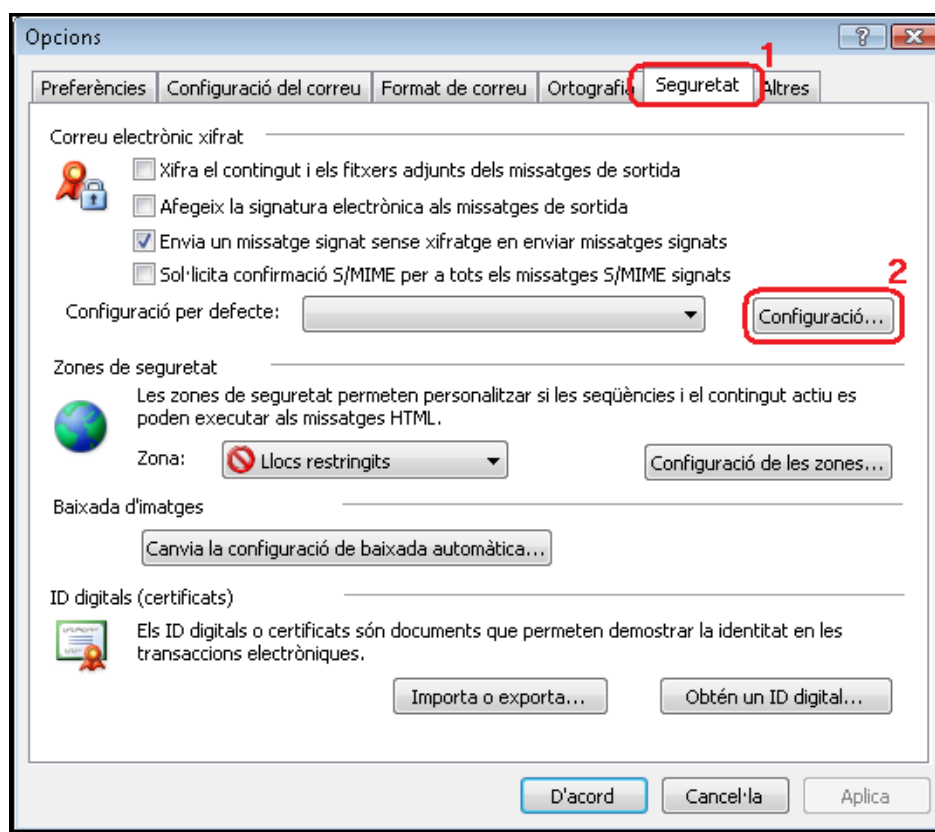 Opcions
1
Preferències Configuració del correu Format de correu Ortografia Seguretat Altres
Correu electrònic xifrat
Xifra el contingut i els fitxers adjunts dels missatges de sortida
Afegeix la signatura electrònica als missatges de sortida
Envia un missatge signat sense xifratge en enviar missatges signats
Sol·licita confirmació S/MIME per a tots els missatges S/MIME signats
2
Configuració per defecte: Configuració...
Zones de seguretat
Les zones de seguretat permeten personalitzar si les seqüències i el contingut actiu es
poden executar als missatges HTML.
Zona: Llocs restringits Configuració de les zones...
Baixada d'imatges
Canvia la configuració de baixada automàtica...
ID digitals (certificats)
Els ID digitals o certificats són documents que permeten demostrar la identitat en les
transaccions electròniques.
Importa o exporta... Obtén un ID digital...
D'acord Cancel·la Aplica